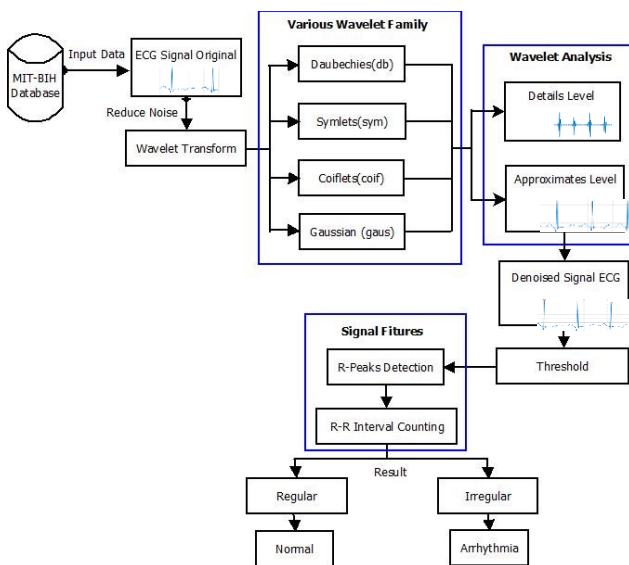 Various Wavelet Family
MIT-BIH
Database
Input Data
ECG Signal Original
Reduce Noise
Wavelet Transform
Daubechies(db)
Symlets(sym)
Coiflets(coif)
Gaussian (gaus)
Wavelet Analysis
Details Level
Approximates Level
Denoised Signal ECG
Threshold
Signal Fitures
R-Peaks Detection
R-R Interval Counting
Result
Regular
Irregular
Normal
Arrhythmia